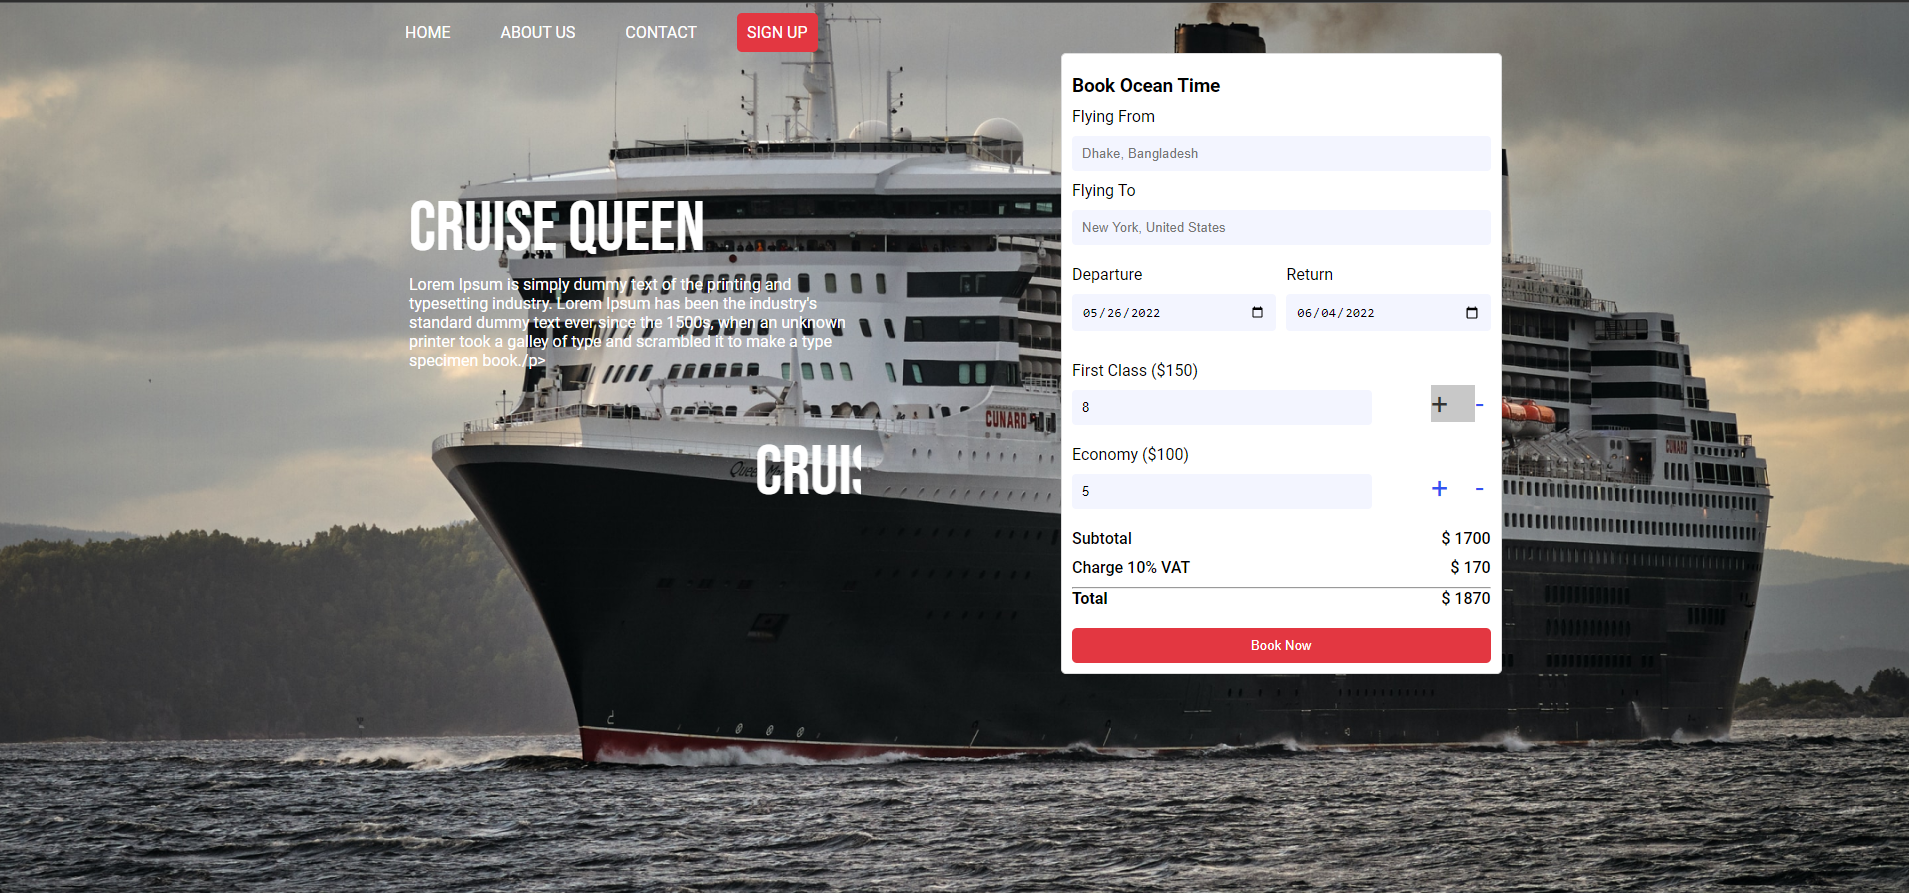 HOME ABOUT US CONTACT SIGN UP
CRUISE QUEEN
Lorem Ipsum is simply dummy text of the printing and
typesetting industry. Lorem Ipsum has been the industry's
standard dummy text ever since the 1500s, when an unknown
printer took a galley of type and scrambled it to make a type
specimen book./p>
CRUIS
Book Ocean Time
Flying From
Dhake, Bangladesh
Flying To
New York, United States
Departure Return
05/26/2022 06/04/2022
First Class ($150)
8 + -
Economy ($100)
5 + -
Subtotal $ 1700
Charge 10% VAT $ 170
Total $ 1870
Book Now
CUNARD
CUNARD
Queen